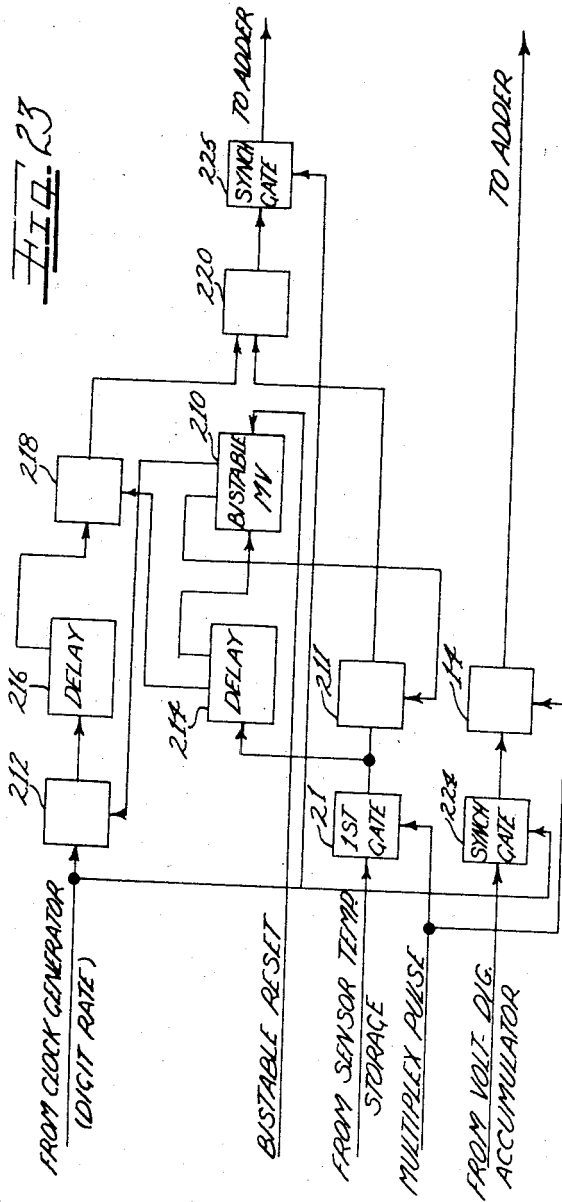 FIG. 23
FROM CLOCK GENERATOR
(DIGIT RATE)
212
216
DELAY
218
220
225
SYNCH
GATE
TO ADDER
214
DELAY
210
BISTABLE
MV
BISTABLE RESET
FROM SENSOR TEMP.
STORAGE
21
1ST
GATE
211
MULTIPLEX PULSE
FROM VOLT. DIG.
ACCUMULATOR
224
SYNCH
GATE
14
TO ADDER